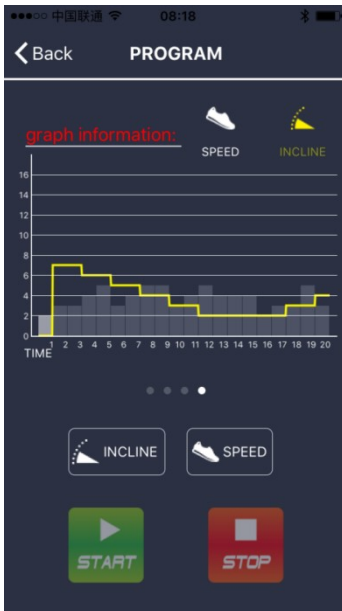 中国联通 08:18
Back PROGRAM
graph information:
SPEED INCLINE
16
14
12
10
8
6
4
2
0
1 2 3 4 5 6 7 8 9 10 11 12 13 14 15 16 17 18 19 20
TIME
INCLINE SPEED
START STOP